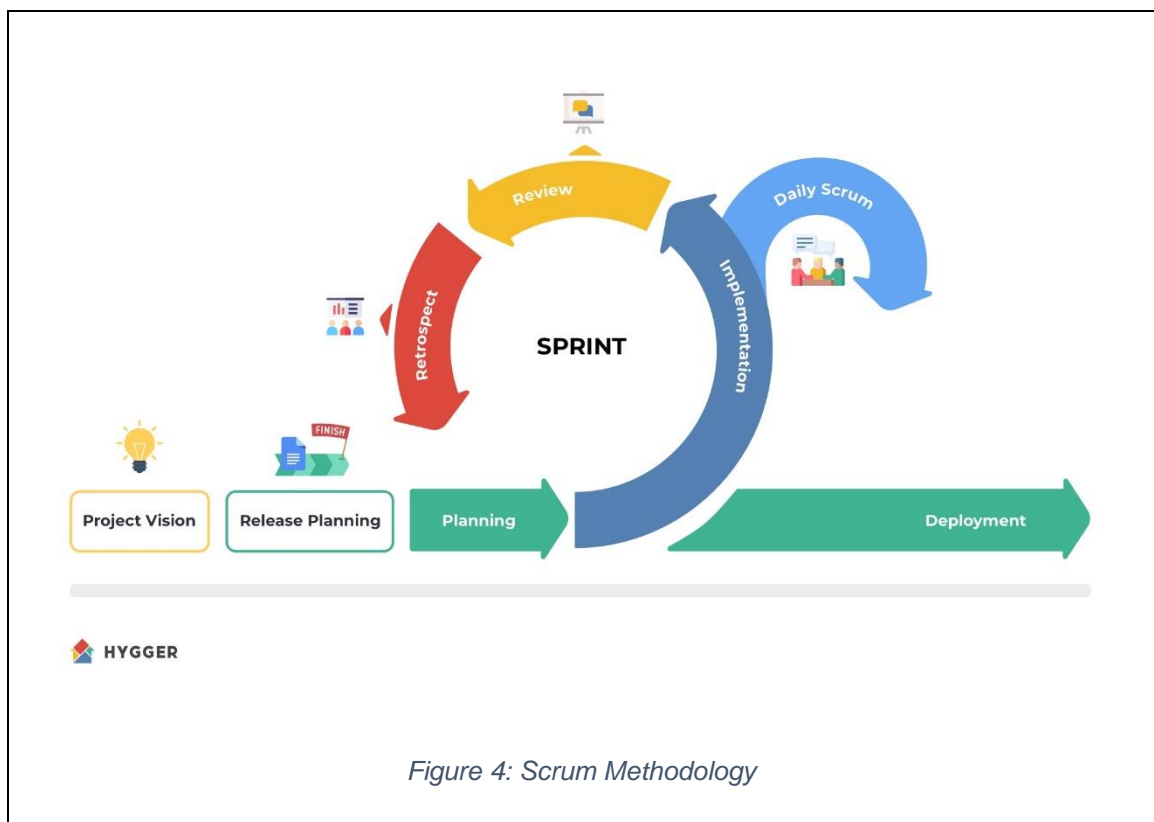 Review
Daily Scrum
Implementation
Retrospect
SPRINT
FINISH
Project Vision
Release Planning
Planning
Deployment
HYGGER
Figure 4: Scrum Methodology